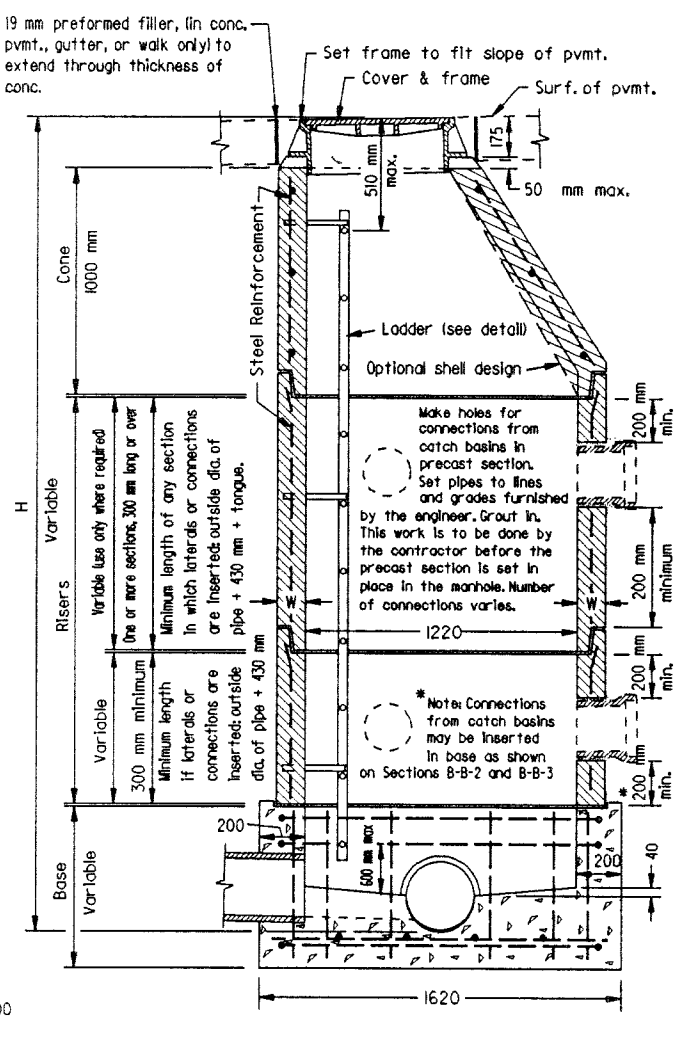 19 mm preformed filler, (in conc.
pvmt., gutter, or walk only) to
extend through thickness of
conc.
Set frame to fit slope of pvmt.
Cover & frame
Surf. of pvmt.
175
510 mm
max.
50 mm max.
Cone
1000 mm
Steel Reinforcement
Ladder (see detail)
Optional shell design
H
Risers
Variable
Variable (use only where required)
One or more sections, 300 mm long or over
Minimum length of any section
in which laterals or connections
are inserted: outside dia. of
pipe + 430 mm + tongue.
Make holes for
connections from
catch basins in
precast section.
Set pipes to lines
and grades furnished
by the engineer. Grout in.
This work is to be done by
the contractor before the
precast section is set in
place in the manhole. Number
of connections varies.
200 mm
min.
200 mm
minimum
W
W
1220
Variable
300 mm minimum
Minimum length
if laterals or
connections are
inserted: outside
dia. of pipe + 430 mm
*
Note: Connections
from catch basins
may be inserted
in base as shown
on Sections B-B-2 and B-B-3
200 mm
*
200 mm
min.
Base
Variable
200
600 mm max
200
40
1620
00